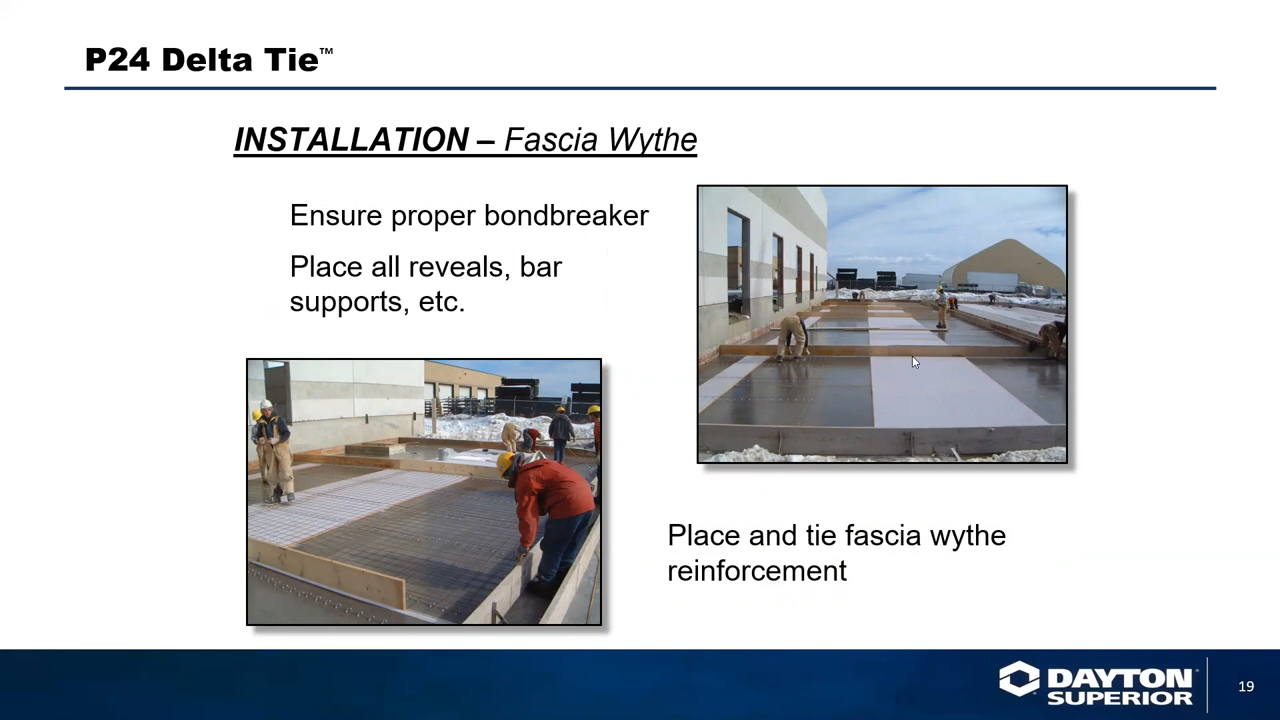 P24 Delta Tie™
INSTALLATION – Fascia Wythe
Ensure proper bondbreaker
Place all reveals, bar
supports, etc.
Place and tie fascia wythe
reinforcement
DAYTON
SUPERIOR
19